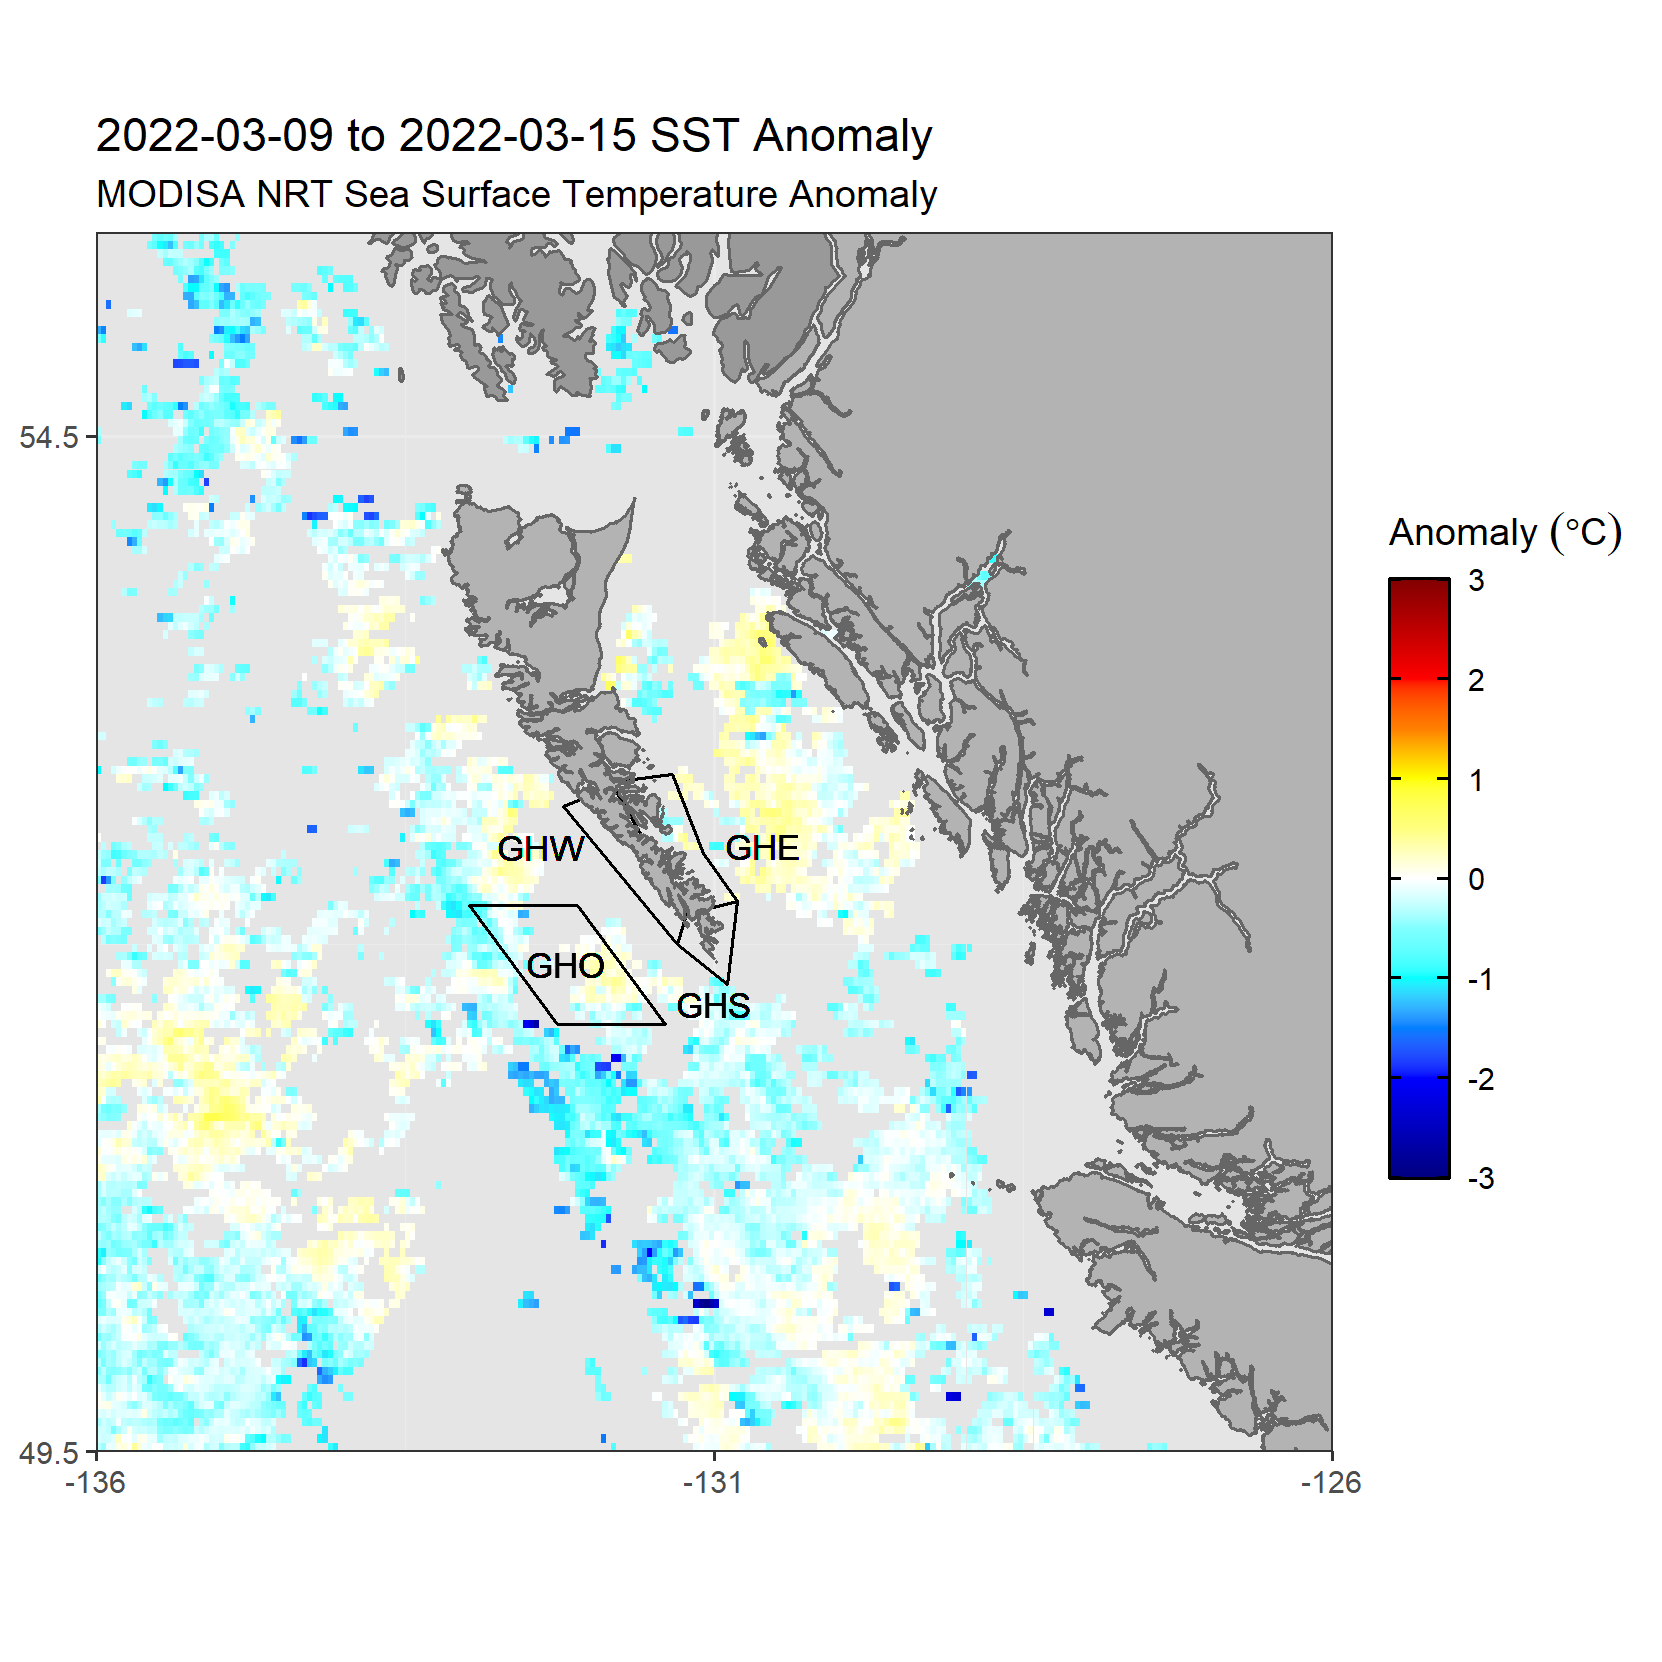 2022-03-09 to 2022-03-15 SST Anomaly
MODISA NRT Sea Surface Temperature Anomaly
54.5
49.5
-136
-131
-126
GHW
GHE
GHO
GHS
Anomaly (°C)
3
2
1
0
-1
-2
-3